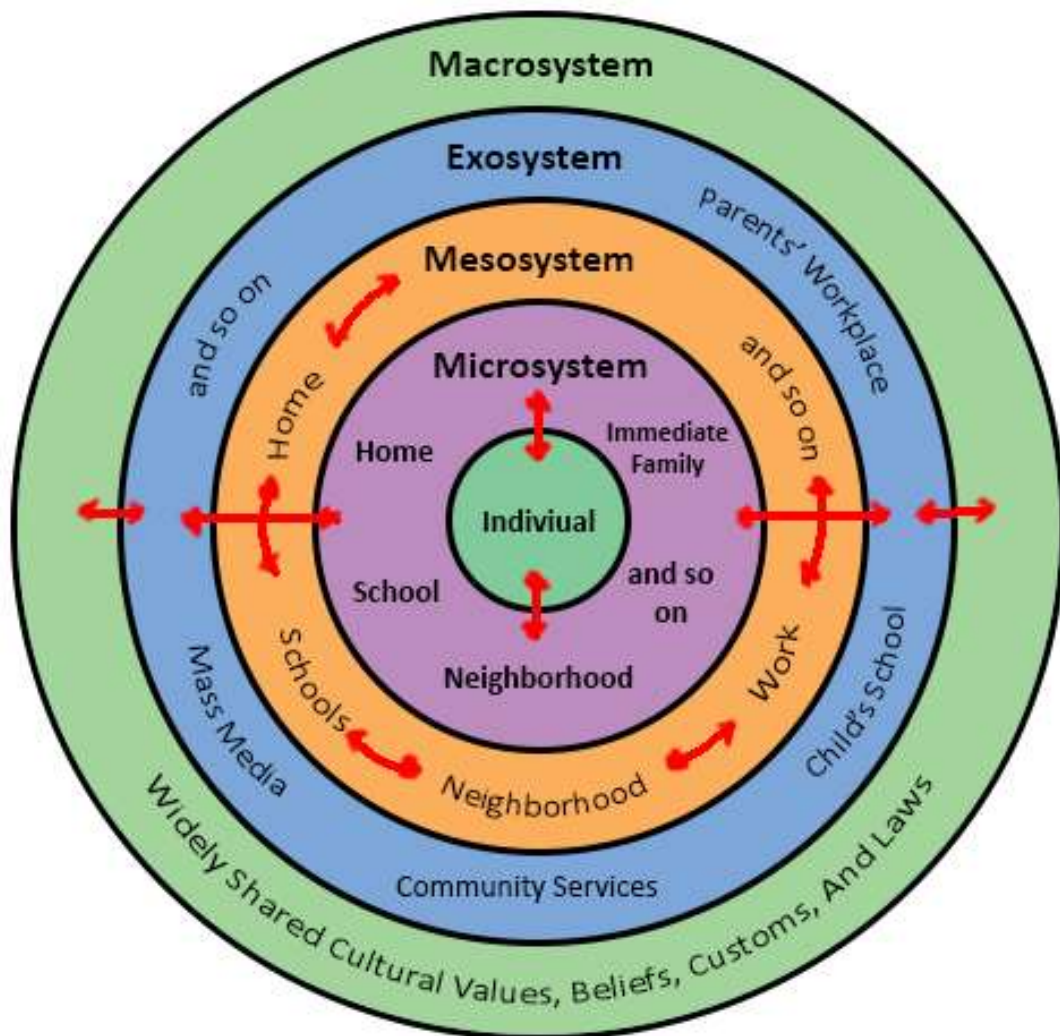 Macrosystem
Exosystem
Parents' Workplace
and so on
Mesosystem
Home
and so on
Microsystem
Home
Immediate
Family
Indiviual
School
and so
on
Neighborhood
Schools
Work
Neighborhood
Mass Media
Child's School
Community Services
Widely Shared Cultural Values, Beliefs, Customs, And Laws